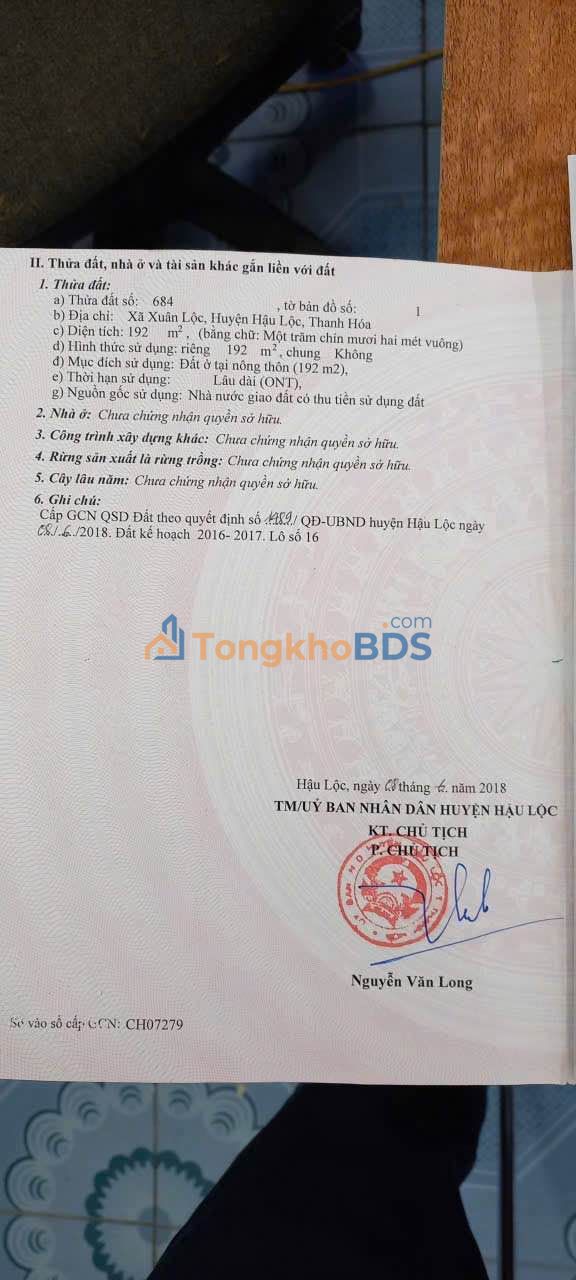 II. Thửa đất, nhà ở và tài sản khác gắn liền với đất
1. Thửa đất:
a) Thửa đất số: 684 , tờ bản đồ số: 1
b) Địa chỉ: Xã Xuân Lộc, Huyện Hậu Lộc, Thanh Hóa
c) Diện tích: 192 m², (bằng chữ: Một trăm chín mươi hai mét vuông)
d) Hình thức sử dụng: riêng 192 m², chung Không
đ) Mục đích sử dụng: Đất ở tại nông thôn (192 m2),
e) Thời hạn sử dụng: Lâu dài (ONT),
g) Nguồn gốc sử dụng: Nhà nước giao đất có thu tiền sử dụng đất
2. Nhà ở: Chưa chứng nhận quyền sở hữu.
3. Công trình xây dựng khác: Chưa chứng nhận quyền sở hữu.
4. Rừng sản xuất là rừng trồng: Chưa chứng nhận quyền sở hữu.
5. Cây lâu năm: Chưa chứng nhận quyền sở hữu.
6. Ghi chú:
Cấp GCN QSD Đất theo quyết định số 1989/ QĐ-UBND huyện Hậu Lộc ngày
08/.6./2018. Đất kế hoạch 2016- 2017. Lô số 16
TongkhoBDS.com
Hậu Lộc, ngày 08 tháng 6. năm 2018
TM/UỶ BAN NHÂN DÂN HUYỆN HẬU LỘC
KT. CHỦ TỊCH
P. CHỦ TỊCH
Nguyễn Văn Long
Số vào sổ cấp GCN: CH07279